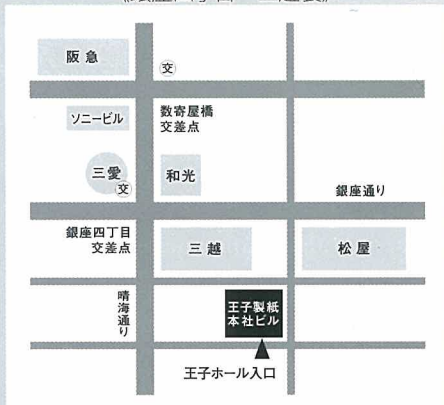 阪急
交
ソニービル
数寄屋橋
交差点
三愛
交
和光
銀座通り
銀座四丁目
交差点
三越
松屋
晴海通り
王子製紙
本社ビル
王子ホール入口